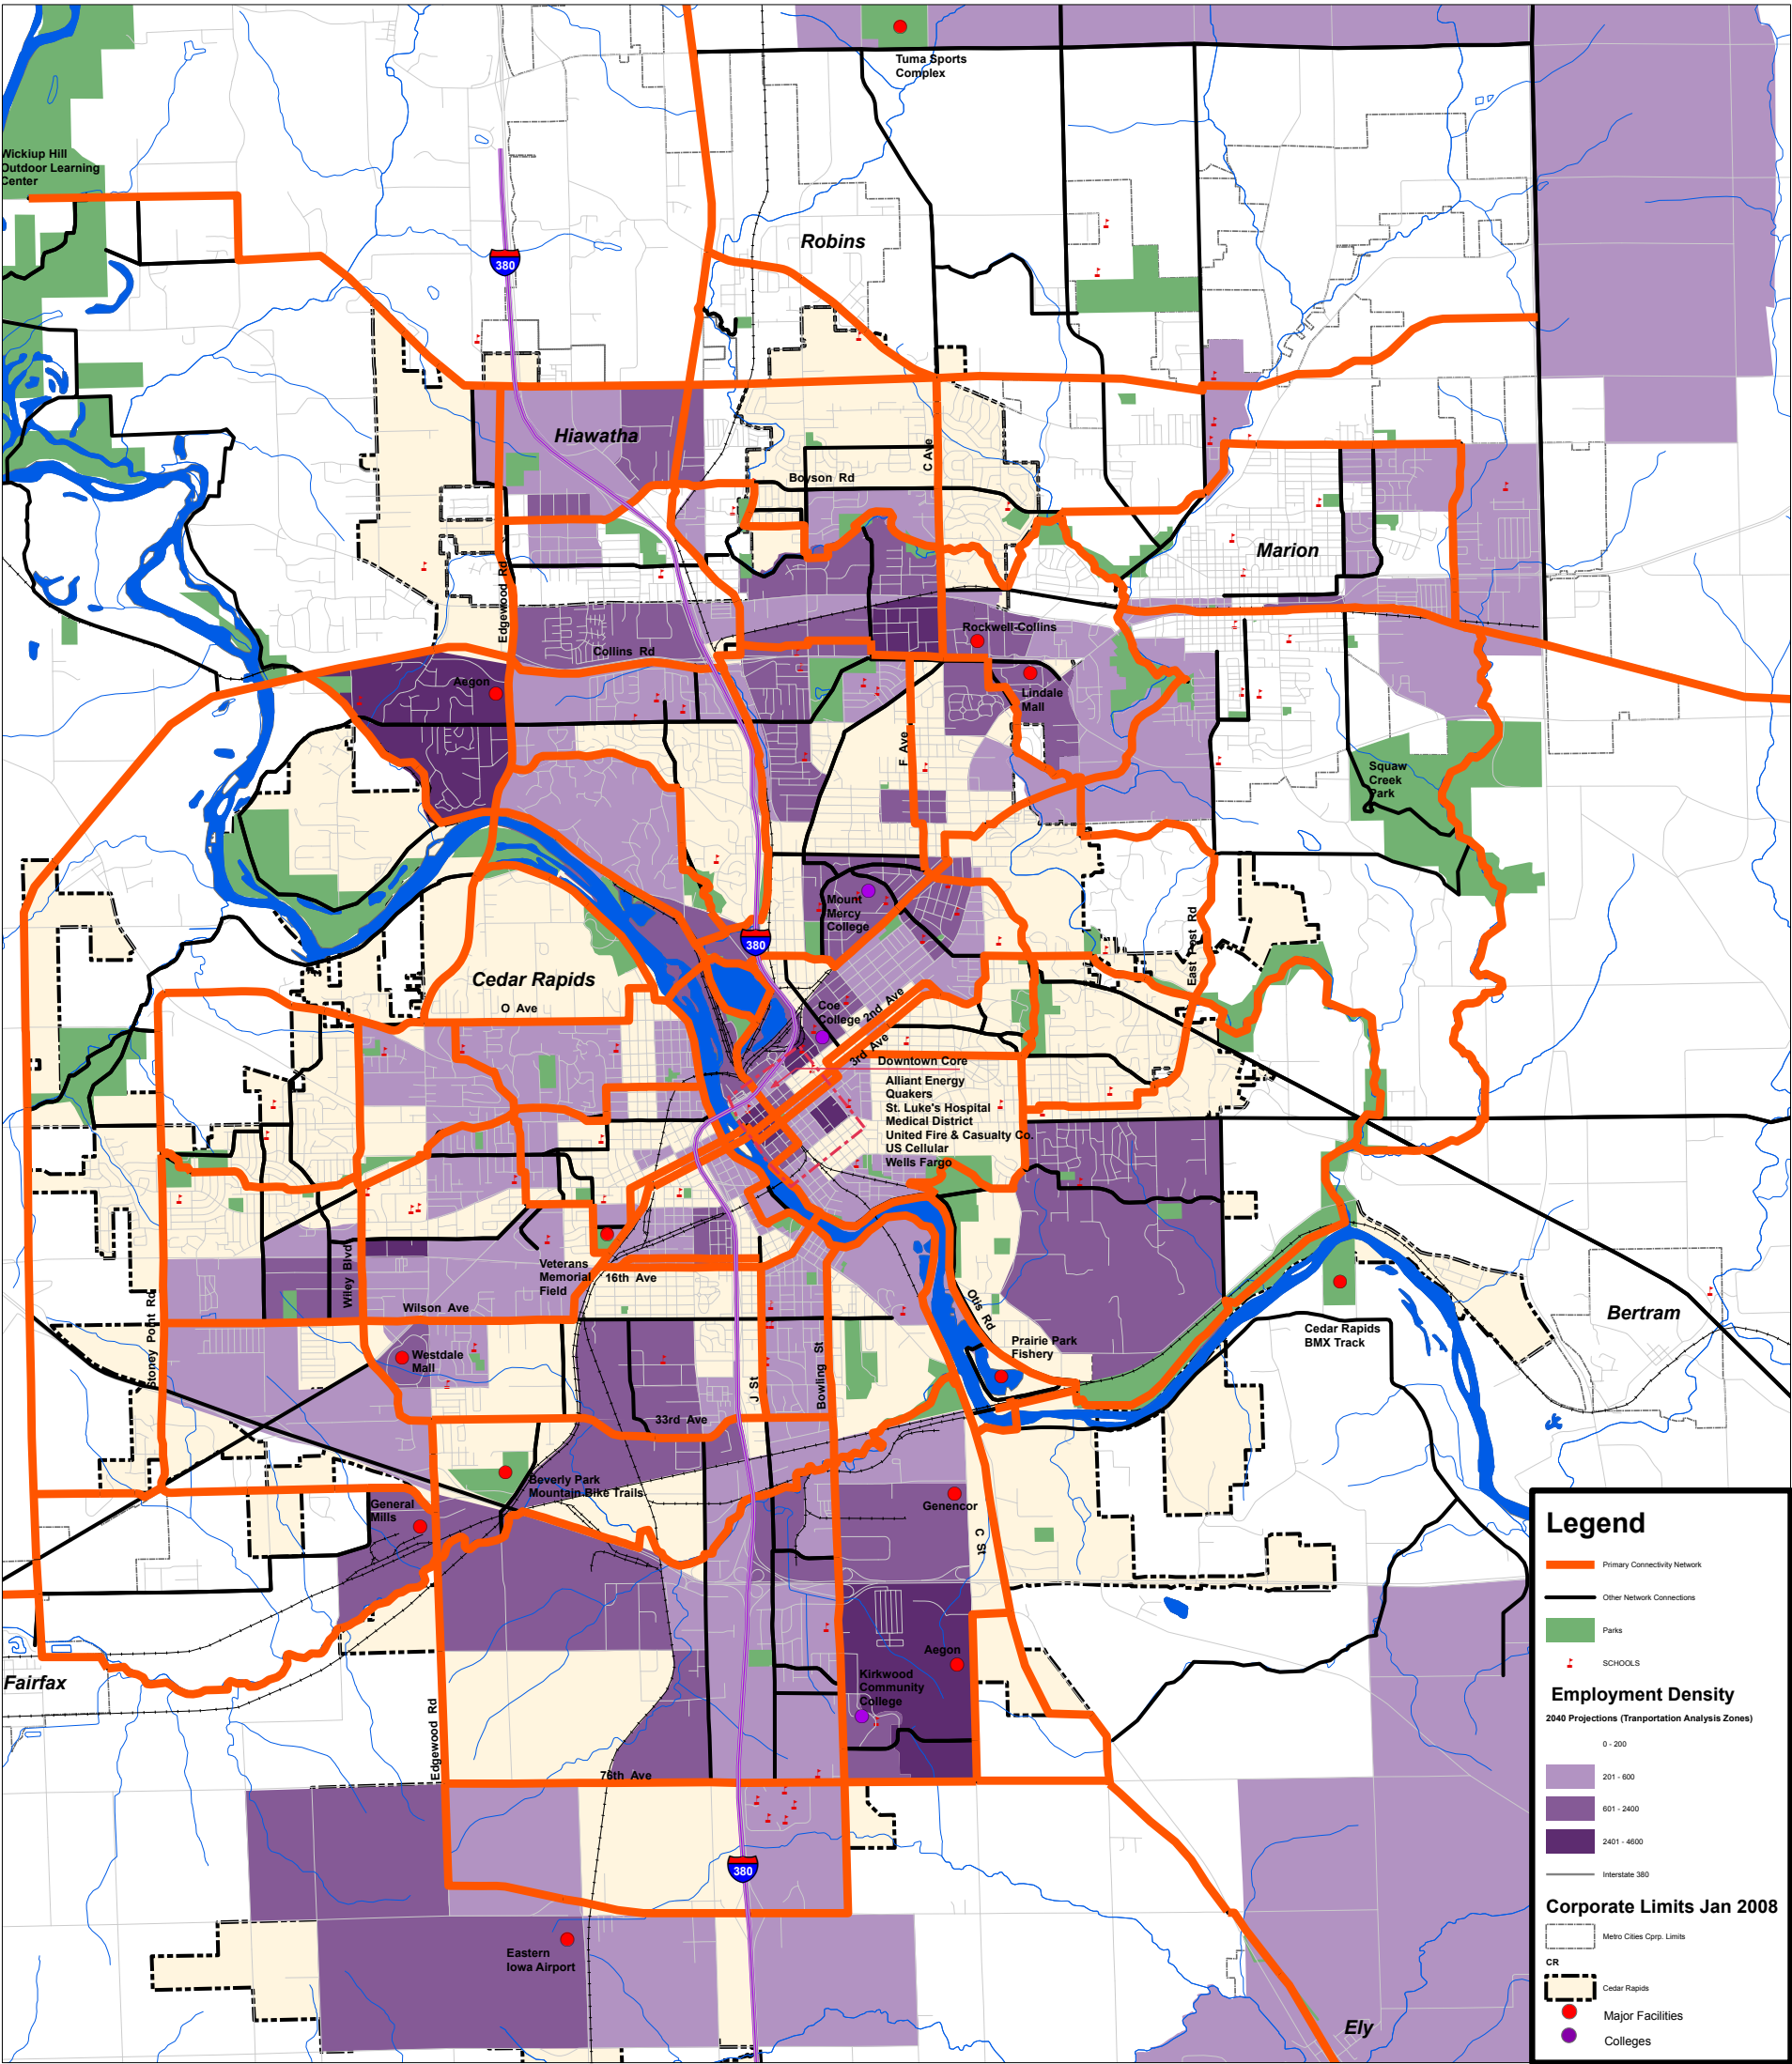 Tuma Sports
Complex
Wickiup Hill
Outdoor Learning
Center
Robins
380
Hiawatha
C Ave
Boyson Rd
Marion
Edgewood Rd
Rockwell-Collins
Collins Rd
Aegon
Lindale
Mall
F Ave
Squaw
Creek
Park
Mount
Mercy
College
East Post Rd
380
Cedar Rapids
O Ave
Coe
College
2nd Ave
3rd Ave
Downtown Core
Alliant Energy
Quakers
St. Luke's Hospital
Medical District
United Fire & Casualty Co.
US Cellular
Wells Fargo
Veterans
Memorial
Field
16th Ave
Wiley Blvd
Wilson Ave
Stoney Point Rd
Otis Rd
Prairie Park
Fishery
Cedar Rapids
BMX Track
Bertram
Westdale
Mall
J St
Bowling St
33rd Ave
Beverly Park
Mountain Bike Trails
General
Mills
Genencor
C St
Aegon
Kirkwood
Community
College
Fairfax
Edgewood Rd
76th Ave
380
Eastern
Iowa Airport
Ely
Legend
Primary Connectivity Network
Other Network Connections
Parks
SCHOOLS
Employment Density
2040 Projections (Tranportation Analysis Zones)
0 - 200
201 - 600
601 - 2400
2401 - 4600
Interstate 380
Corporate Limits Jan 2008
Metro Cities Cprp. Limits
CR
Cedar Rapids
Major Facilities
Colleges